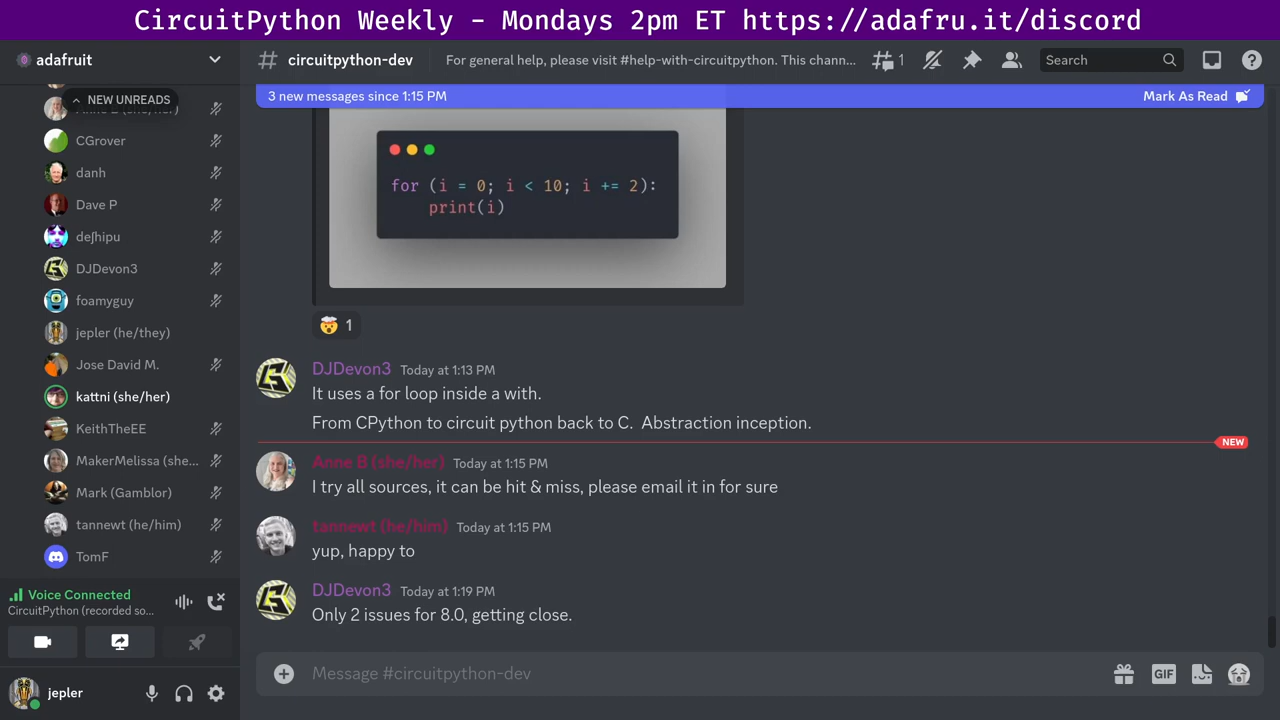 CircuitPython Weekly - Mondays 2pm ET https://adafru.it/discord
adafruit
NEW UNREADS
Anne B (she/her)
CGrover
danh
Dave P
deʃhipu
DJDevon3
foamyguy
jepler (he/they)
Jose David M.
kattni (she/her)
KeithTheEE
MakerMelissa (she...
Mark (Gamblor)
tannewt (he/him)
TomF
Voice Connected
CircuitPython (recorded so...
jepler
# circuitpython-dev
For general help, please visit #help-with-circuitpython. This chann...
1
Search
3 new messages since 1:15 PM
Mark As Read
for (i = 0; i < 10; i += 2):
print(i)
1
DJDevon3 Today at 1:13 PM
It uses a for loop inside a with.
From CPython to circuit python back to C.  Abstraction inception.
NEW
Anne B (she/her) Today at 1:15 PM
I try all sources, it can be hit & miss, please email it in for sure
tannewt (he/him) Today at 1:15 PM
yup, happy to
DJDevon3 Today at 1:19 PM
Only 2 issues for 8.0, getting close.
Message #circuitpython-dev
GIF